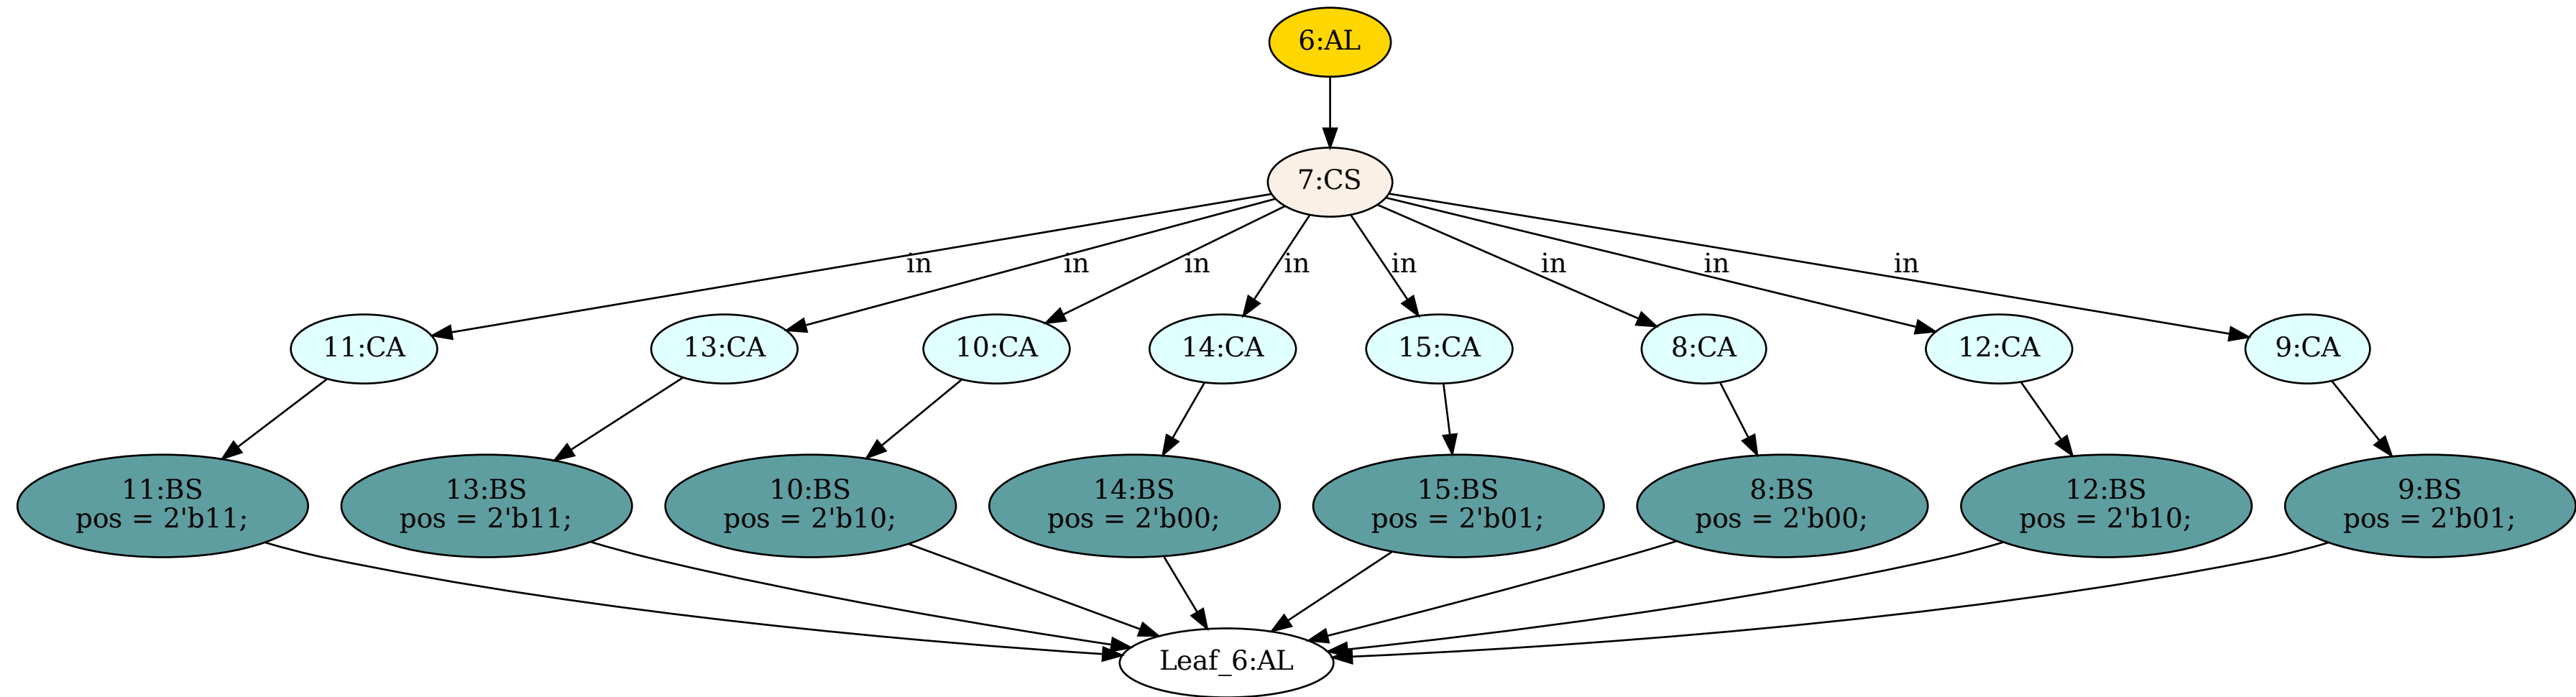 6:AL
7:CS
in in in in in in in in
11:CA 13:CA 10:CA 14:CA 15:CA 8:CA 12:CA 9:CA
11:BS
pos = 2'b11;
13:BS
pos = 2'b11;
10:BS
pos = 2'b10;
14:BS
pos = 2'b00;
15:BS
pos = 2'b01;
8:BS
pos = 2'b00;
12:BS
pos = 2'b10;
9:BS
pos = 2'b01;
Leaf_6:AL